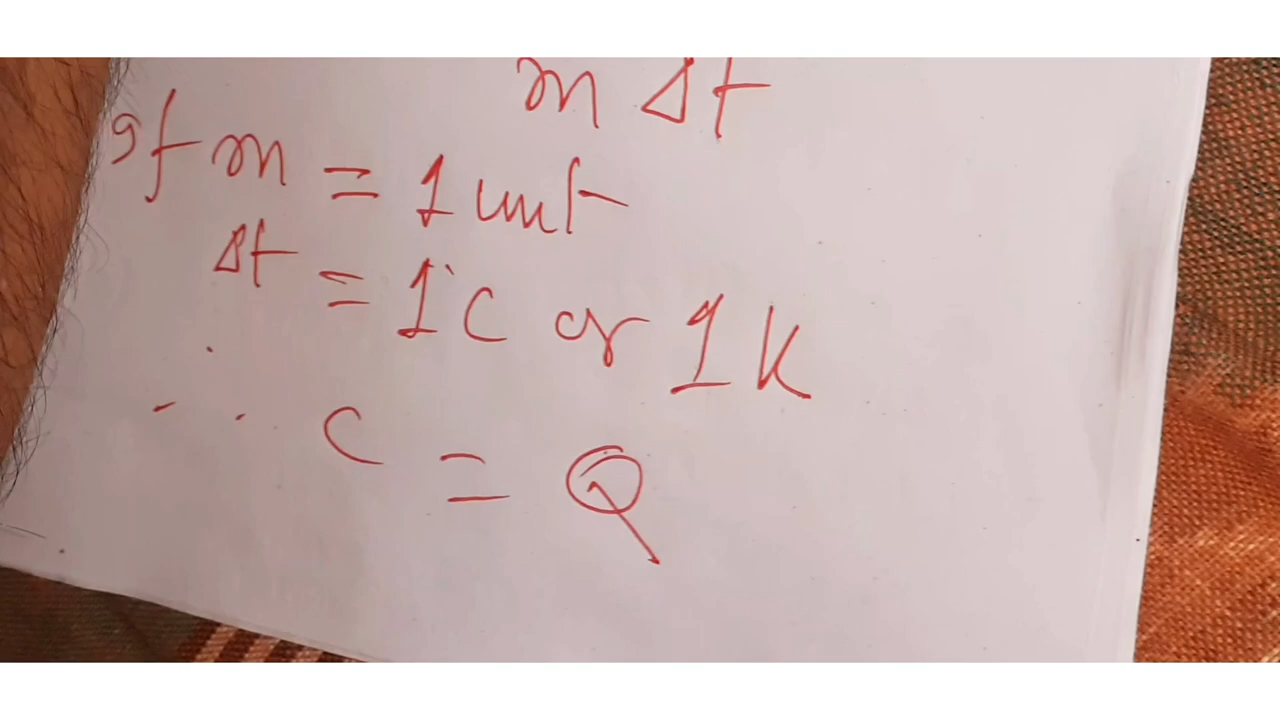 m Δt
If m = 1 unit
Δt = 1°C or 1 K
∴ C = Q